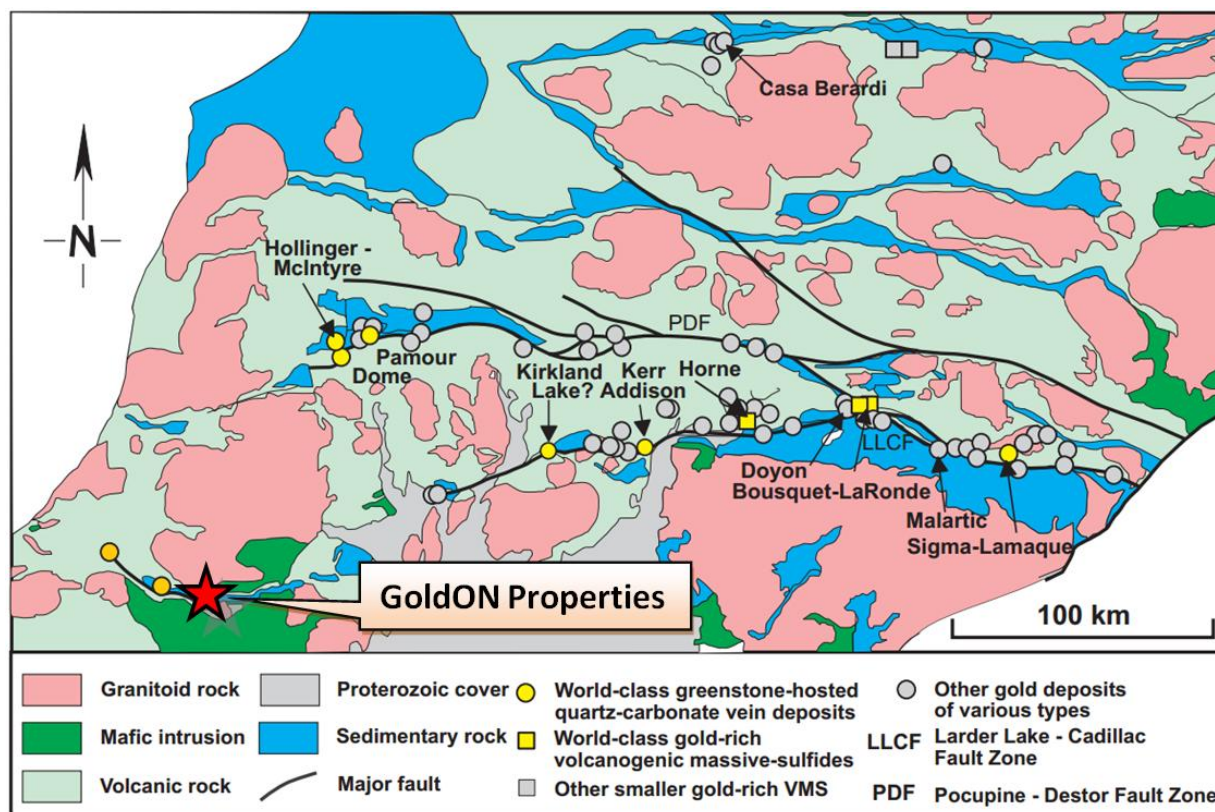 Casa Berardi
N
Hollinger -
McIntyre
PDF
Pamour
Dome
Kirkland
Lake?
Kerr
Addison
Horne
LLCF
Doyon
Bousquet-LaRonde
Malartic
Sigma-Lamaque
GoldON Properties
100 km
Granitoid rock
Mafic intrusion
Volcanic rock
Proterozoic cover
Sedimentary rock
Major fault
World-class greenstone-hosted
quartz-carbonate vein deposits
World-class gold-rich
volcanogenic massive-sulfides
Other smaller gold-rich VMS
Other gold deposits
of various types
LLCF Larder Lake - Cadillac
Fault Zone
PDF Pocupine - Destor Fault Zone